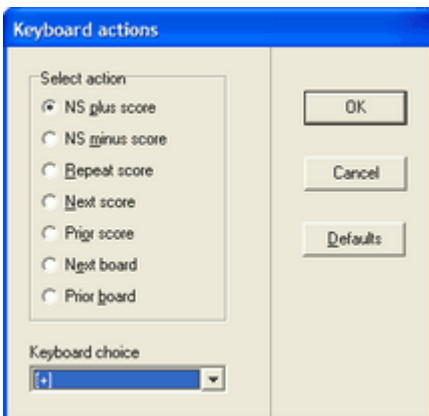 Keyboard actions
Select action
NS plus score
NS minus score
Repeat score
Next score
Prior score
Next board
Prior board
OK
Cancel
Defaults
Keyboard choice
[+]